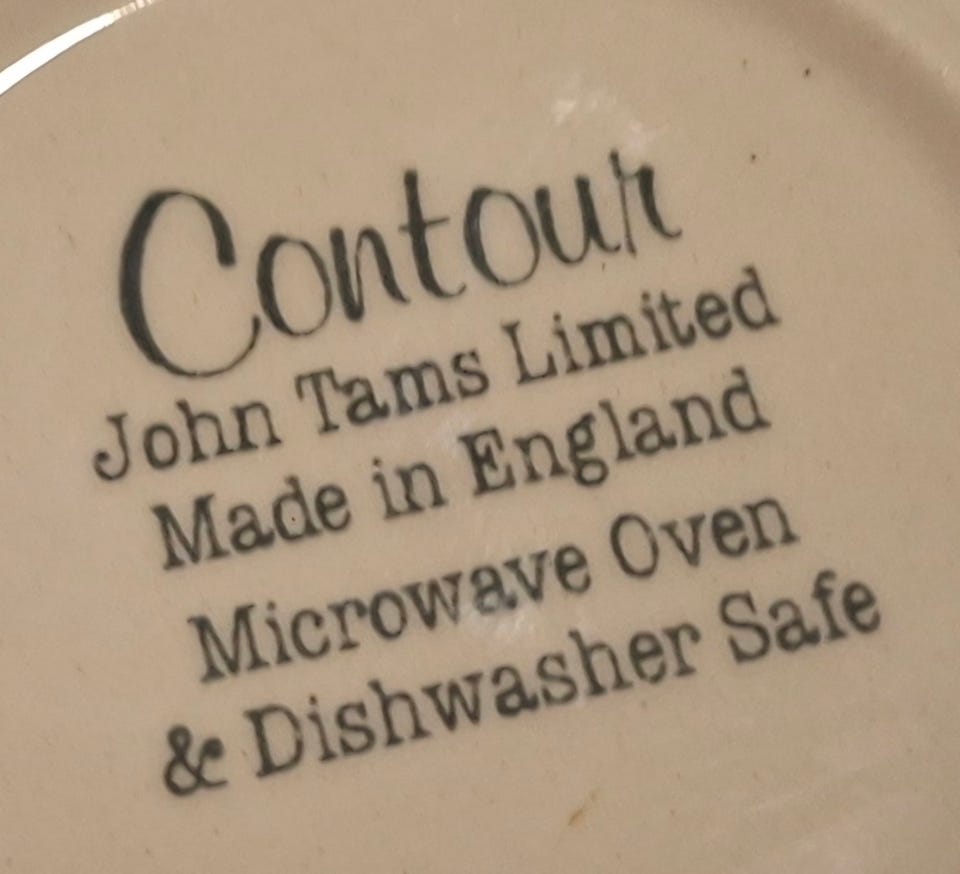 Contour
John Tams Limited
Made in England
Microwave Oven
& Dishwasher Safe